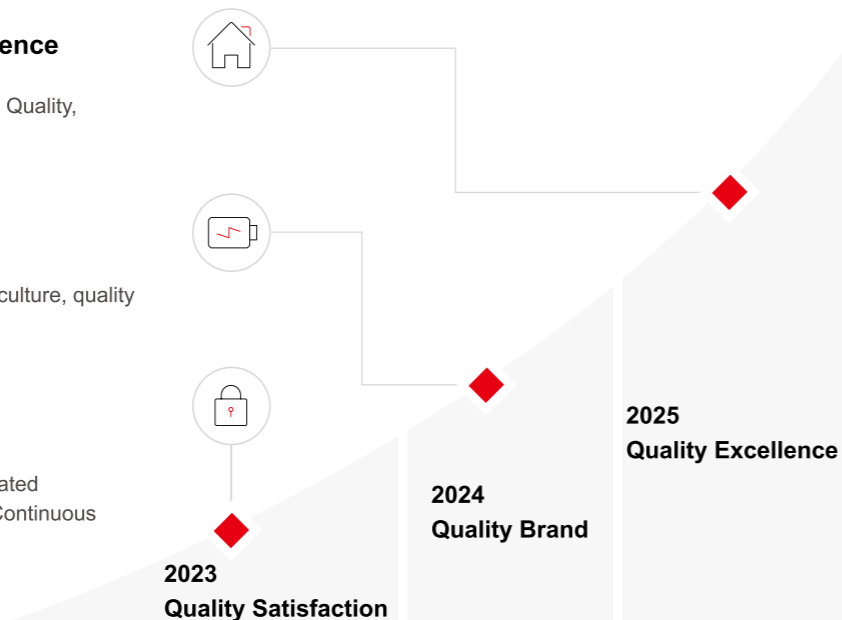 ence
Quality,
culture, quality
ated
Continuous
2025
Quality Excellence
2024
Quality Brand
2023
Quality Satisfaction